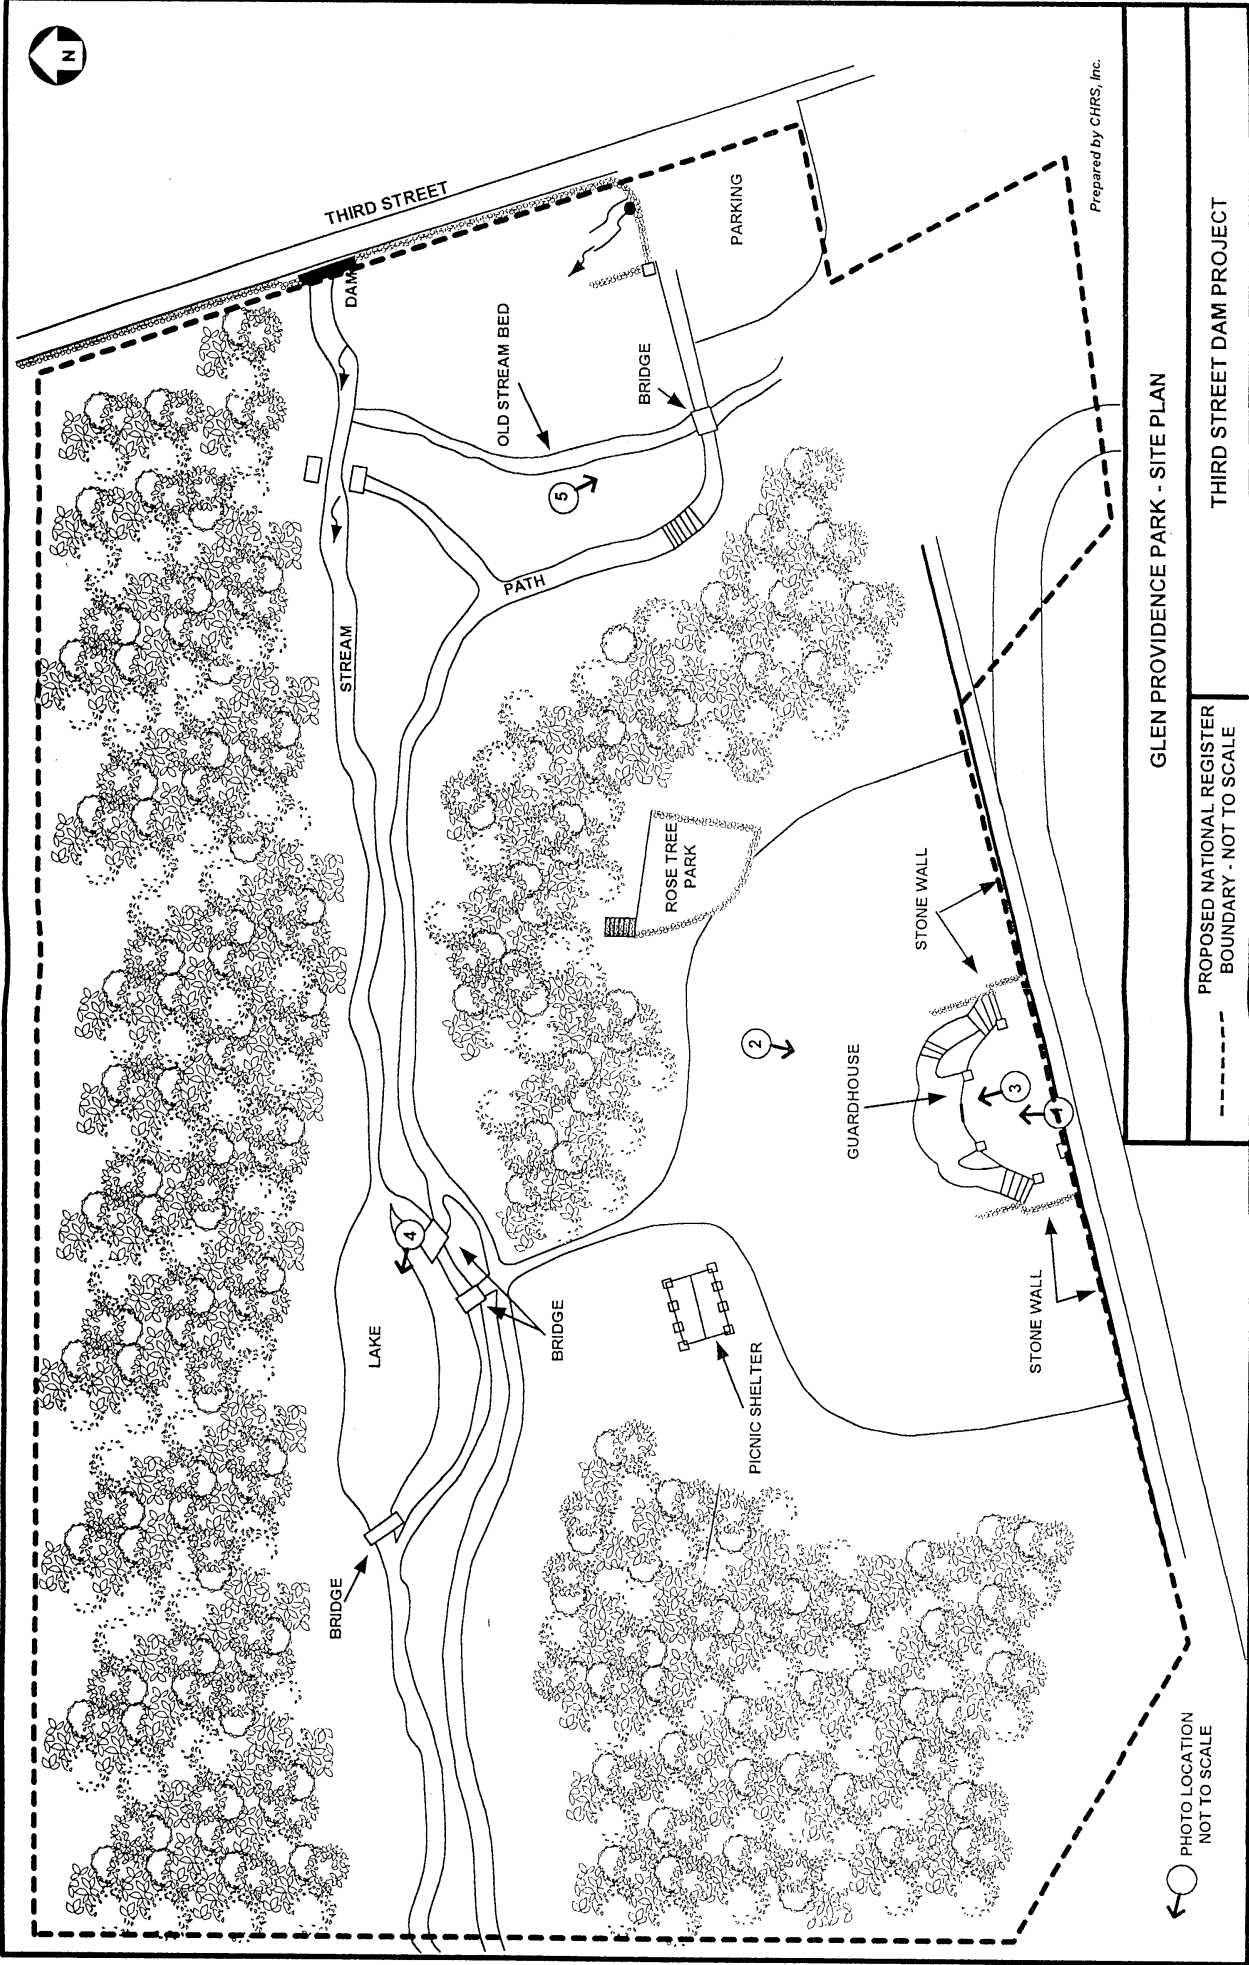 N
THIRD STREET
DAM
OLD STREAM BED
BRIDGE
PARKING
Prepared by CHRS, Inc.
5
PATH
STREAM
ROSE TREE
PARK
STONE WALL
2
GUARDHOUSE
3
1
4
LAKE
BRIDGE
PICNIC SHELTER
STONE WALL
BRIDGE
PHOTO LOCATION
NOT TO SCALE
GLEN PROVIDENCE PARK - SITE PLAN
PROPOSED NATIONAL REGISTER
BOUNDARY - NOT TO SCALE
THIRD STREET DAM PROJECT